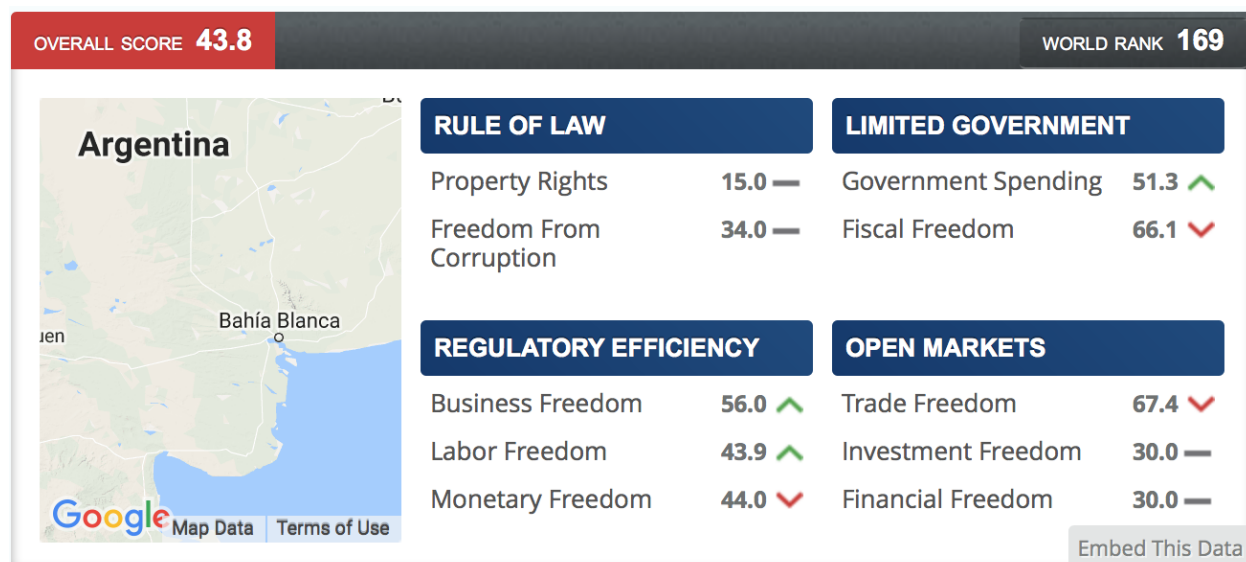 OVERALL SCORE 43.8
WORLD RANK 169
Argentina
Bahía Blanca
Google
Map Data
Terms of Use
RULE OF LAW
Property Rights 15.0
Freedom From 34.0
Corruption
LIMITED GOVERNMENT
Government Spending 51.3
Fiscal Freedom 66.1
REGULATORY EFFICIENCY
Business Freedom 56.0
Labor Freedom 43.9
Monetary Freedom 44.0
OPEN MARKETS
Trade Freedom 67.4
Investment Freedom 30.0
Financial Freedom 30.0
Embed This Data